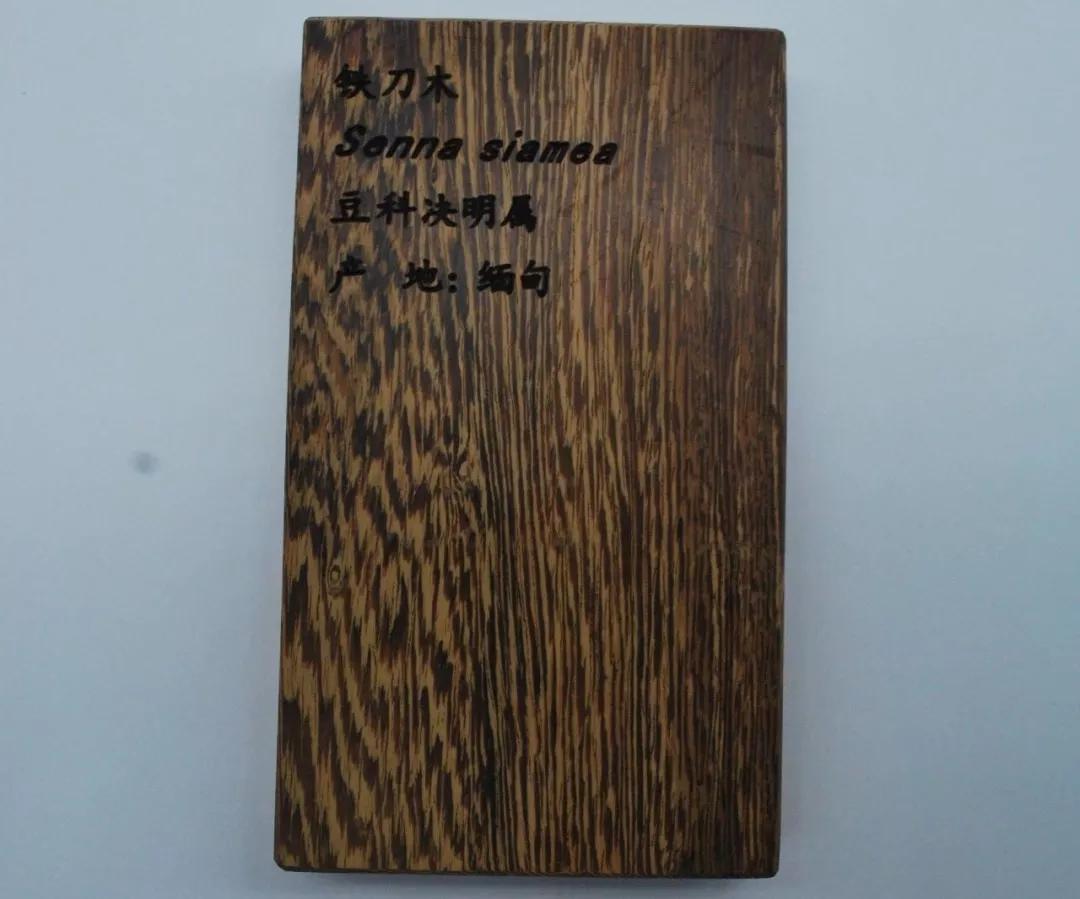 铁刀木
Senna siamea
豆科决明属
产 地：缅甸